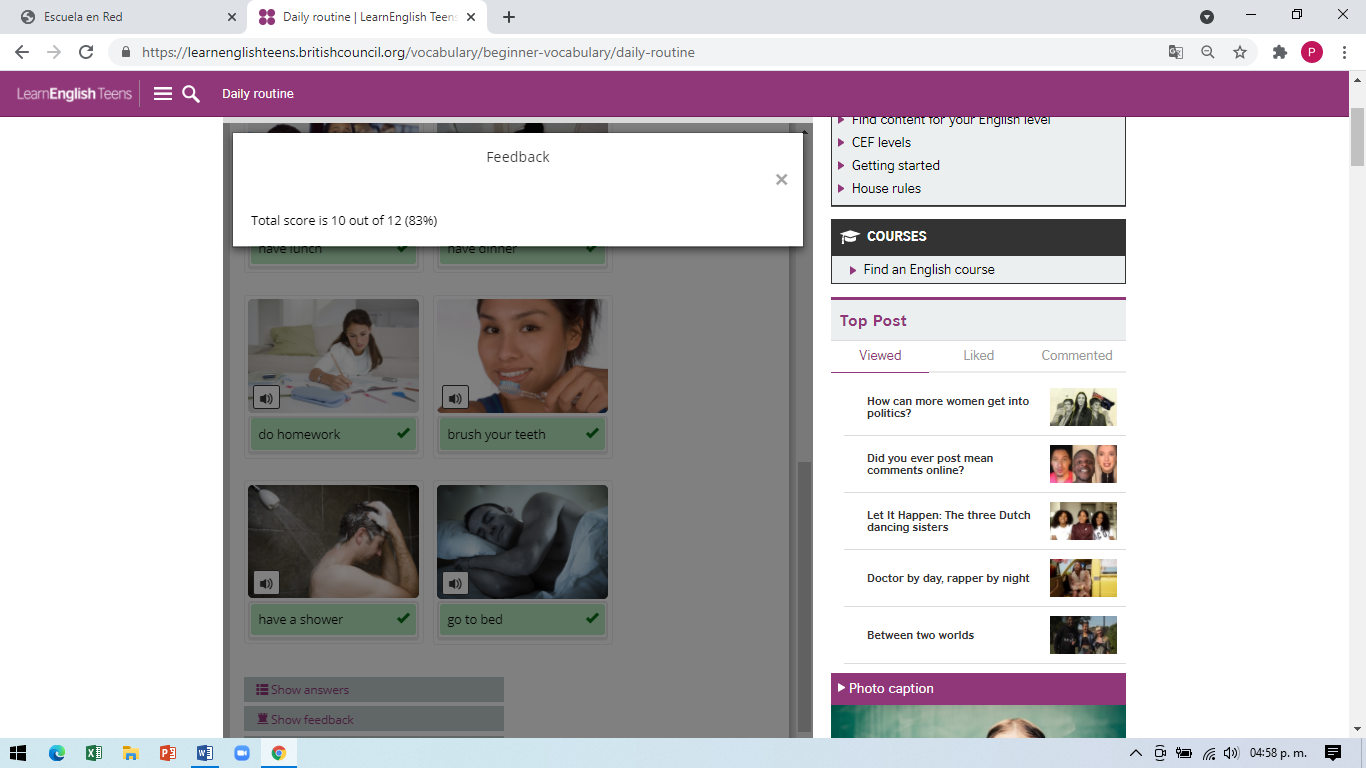 Escuela en Red
Daily routine | LearnEnglish Teens
https://learnenglishteens.britishcouncil.org/vocabulary/beginner-vocabulary/daily-routine
P
LearnEnglish Teens
Daily routine
Feedback
Total score is 10 out of 12 (83%)
have lunch
have dinner
do homework
brush your teeth
have a shower
go to bed
Show answers
Show feedback
Find content for your English level
CEF levels
Getting started
House rules
COURSES
Find an English course
Top Post
Viewed
Liked
Commented
How can more women get into
politics?
Did you ever post mean
comments online?
Let It Happen: The three Dutch
dancing sisters
Doctor by day, rapper by night
Between two worlds
Photo caption
04:58 p. m.